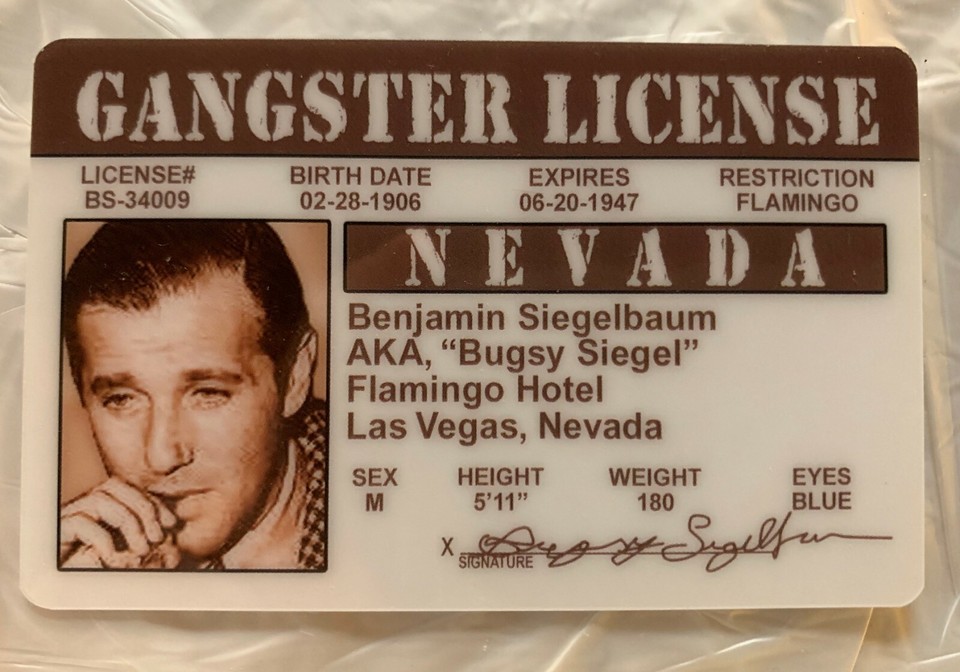 GANGSTER LICENSE
LICENSE# BIRTH DATE EXPIRES RESTRICTION
BS-34009 02-28-1906 06-20-1947 FLAMINGO
NEVADA
Benjamin Siegelbaum
AKA, “Bugsy Siegel”
Flamingo Hotel
Las Vegas, Nevada
SEX HEIGHT WEIGHT EYES
M 5’11” 180 BLUE
X
SIGNATURE